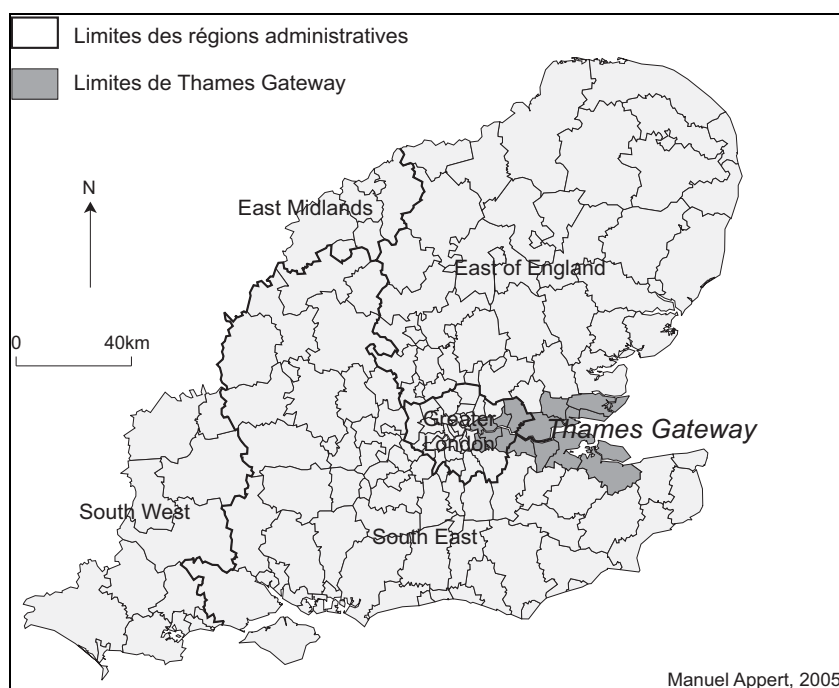 Limites des régions administratives
Limites de Thames Gateway
N
East Midlands
East of England
0 40km
Greater
London
Thames Gateway
South West
South East
Manuel Appert, 2005